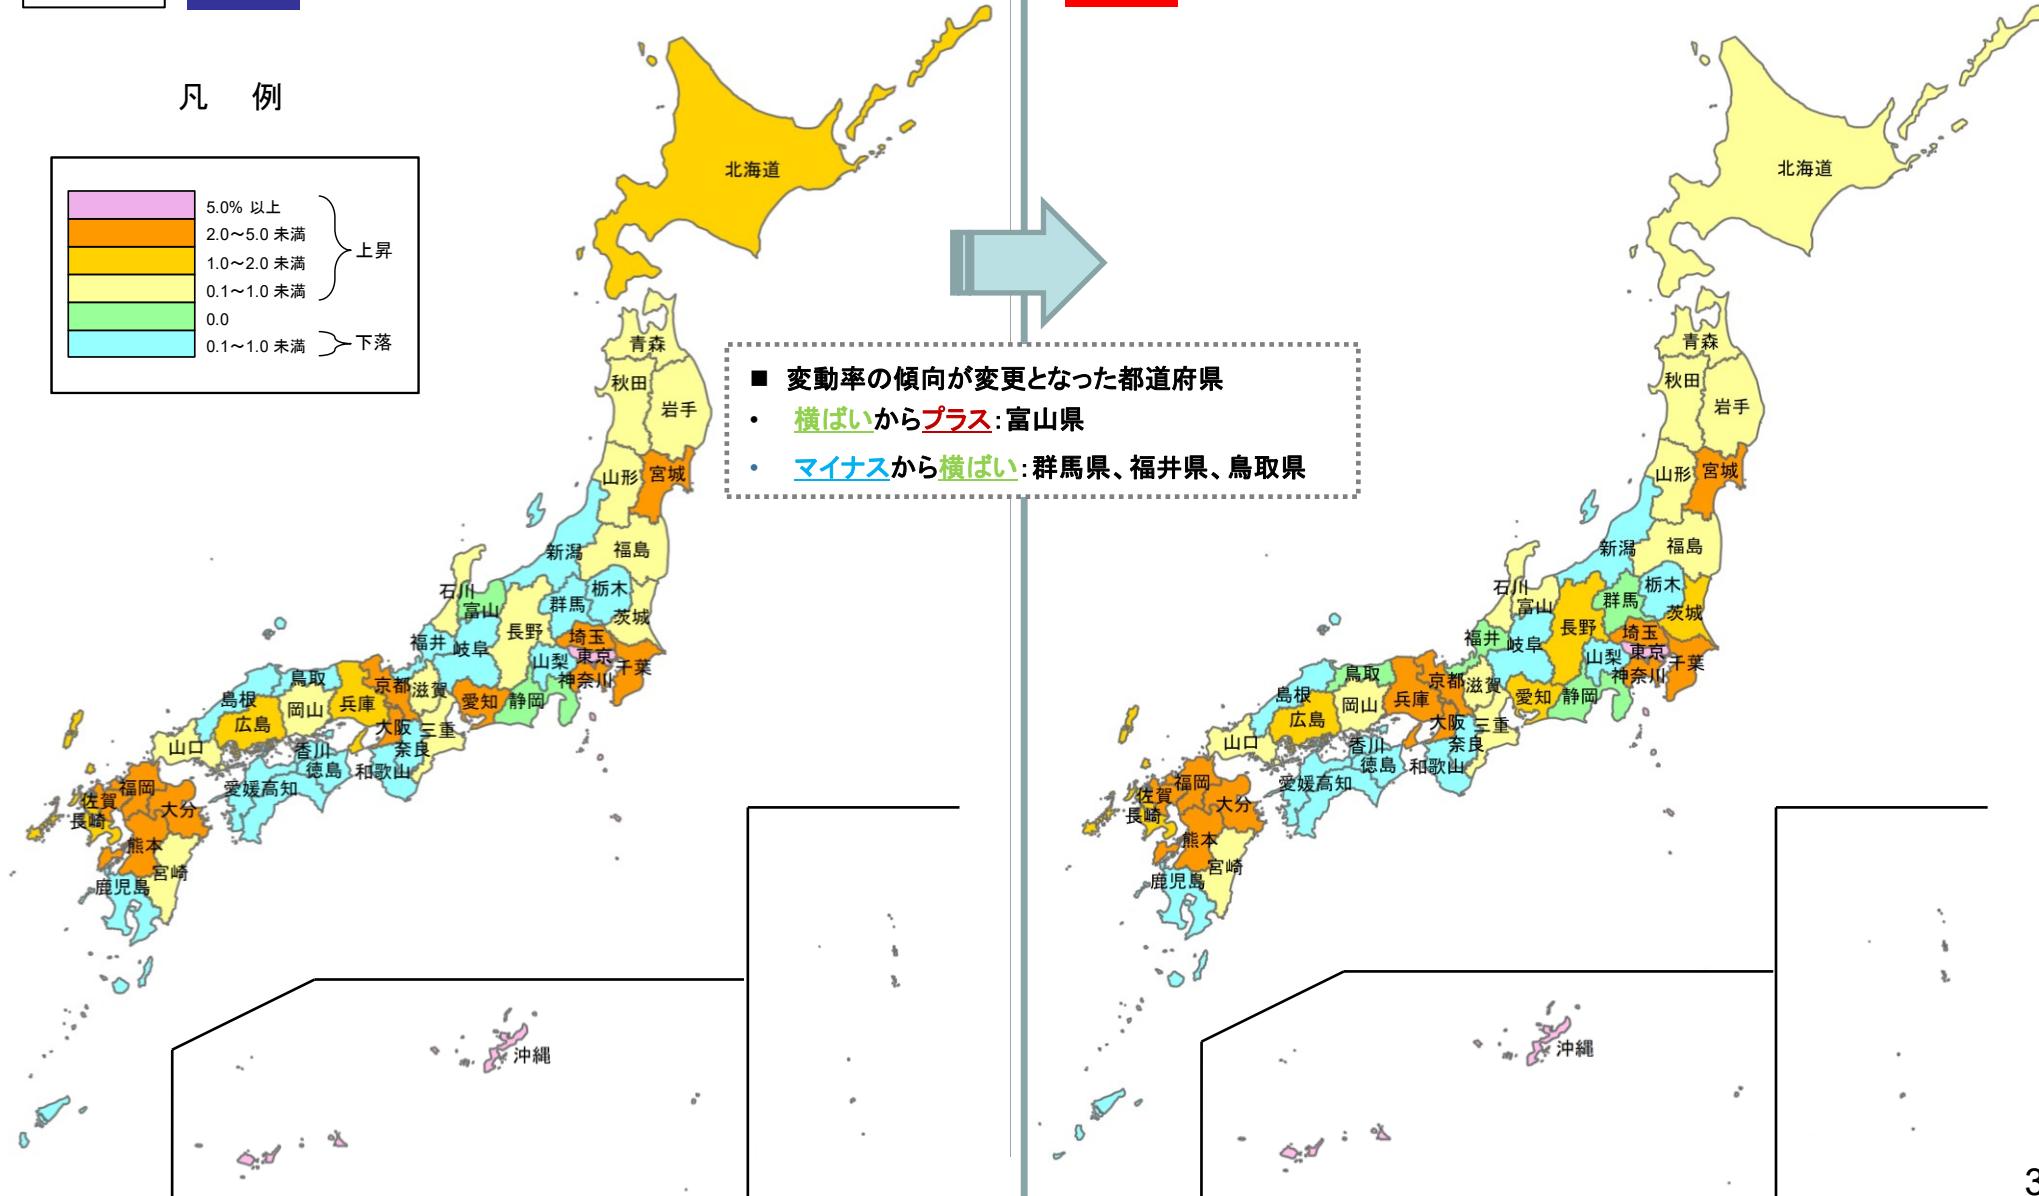 凡 例
5.0% 以上
2.0～5.0 未満
1.0～2.0 未満
0.1～1.0 未満
上昇
0.0
0.1～1.0 未満
下落
■ 変動率の傾向が変更となった都道府県
• 横ばいからプラス：富山県
• マイナスから横ばい：群馬県、福井県、鳥取県
北海道
青森
秋田
岩手
山形
宮城
新潟
福島
石川
富山
群馬
栃木
茨城
長野
埼玉
福井
岐阜
山梨
東京
千葉
神奈川
鳥取
京都
滋賀
島根
岡山
兵庫
愛知
静岡
広島
大阪
三重
山口
香川
奈良
徳島
和歌山
福岡
愛媛
高知
佐賀
大分
長崎
熊本
宮崎
鹿児島
沖縄
北海道
青森
秋田
岩手
山形
宮城
新潟
福島
石川
富山
群馬
栃木
茨城
長野
埼玉
福井
岐阜
山梨
東京
千葉
神奈川
鳥取
京都
滋賀
島根
岡山
兵庫
愛知
静岡
広島
大阪
三重
山口
香川
奈良
徳島
和歌山
福岡
愛媛
高知
佐賀
大分
長崎
熊本
宮崎
鹿児島
沖縄
3